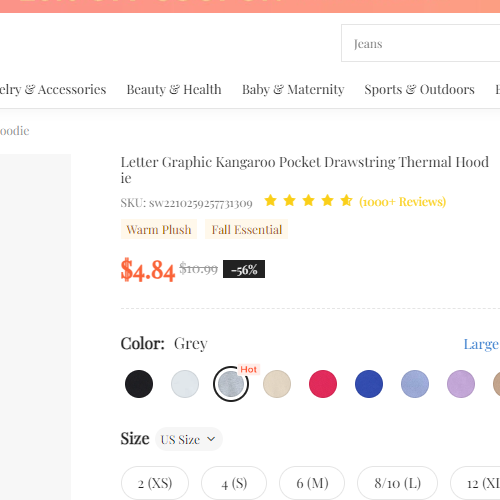 Jeans
elry & Accessories Beauty & Health Baby & Maternity Sports & Outdoors
oodie
Letter Graphic Kangaroo Pocket Drawstring Thermal Hood
ie
SKU: sw2210259257731309 (1000+ Reviews)
Warm Plush Fall Essential
$4.84 $10.99 -56%
Color: Grey Large
Hot
Size US Size
2 (XS) 4 (S) 6 (M) 8/10 (L) 12 (XL